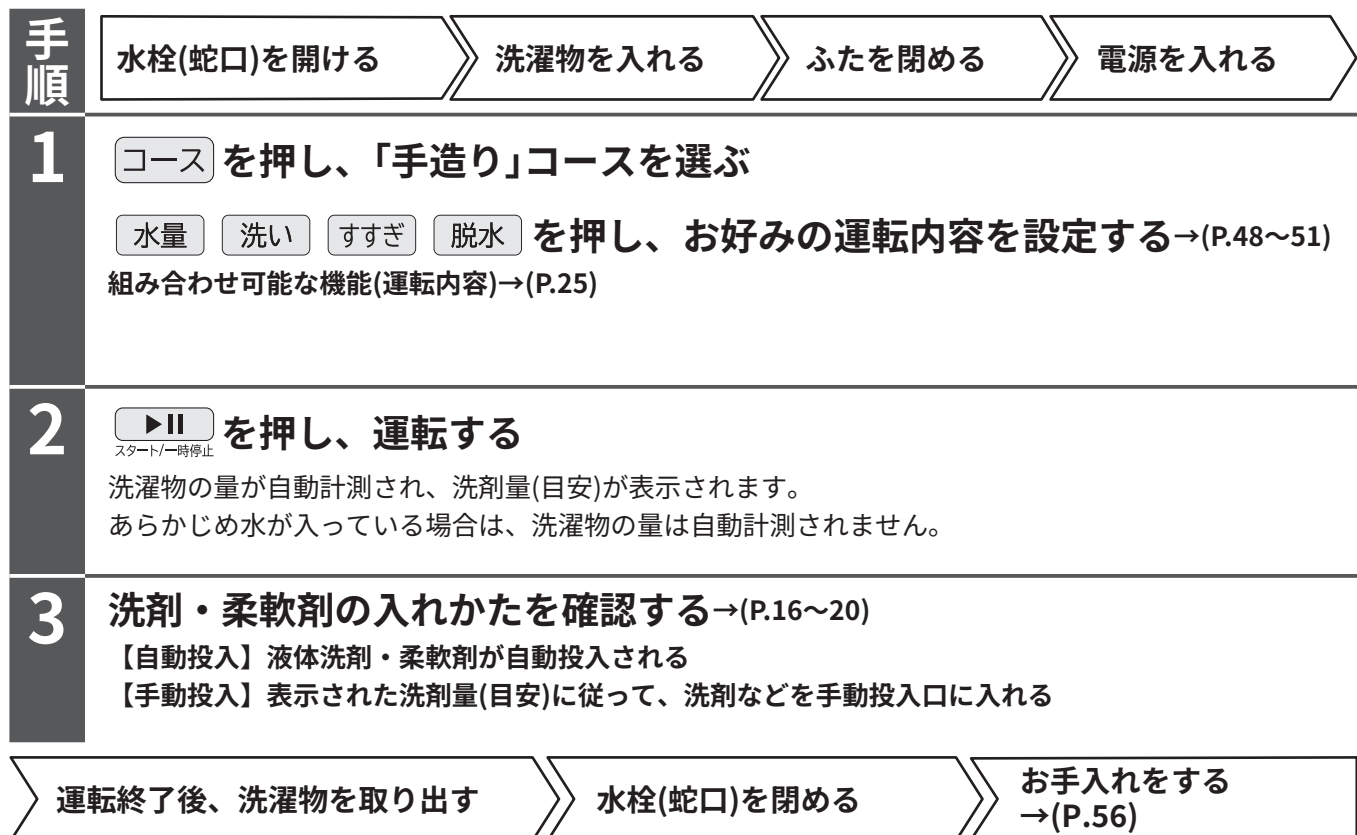 手順
水栓(蛇口)を開ける
洗濯物を入れる
ふたを閉める
電源を入れる
1
コースを押し、「手造り」コースを選ぶ
水量 洗い すすぎ 脱水 を押し、お好みの運転内容を設定する→(P.48～51)
組み合わせ可能な機能(運転内容)→(P.25)
2
▶II を押し、運転する
スタート/一時停止
洗濯物の量が自動計測され、洗剤量(目安)が表示されます。
あらかじめ水が入っている場合は、洗濯物の量は自動計測されません。
3
洗剤・柔軟剤の入れかたを確認する→(P.16～20)
【自動投入】液体洗剤・柔軟剤が自動投入される
【手動投入】表示された洗剤量(目安)に従って、洗剤などを手動投入口に入れる
運転終了後、洗濯物を取り出す
水栓(蛇口)を閉める
お手入れをする
→(P.56)